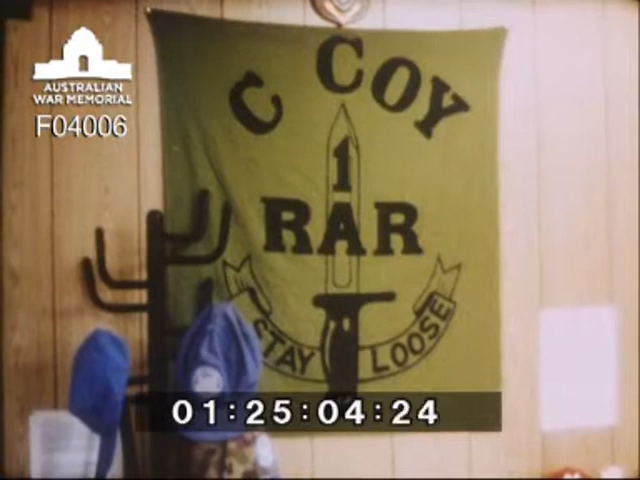 AUSTRALIAN
WAR MEMORIAL
F04006
C COY
1
RAR
STAY LOOSE
01:25:04:24